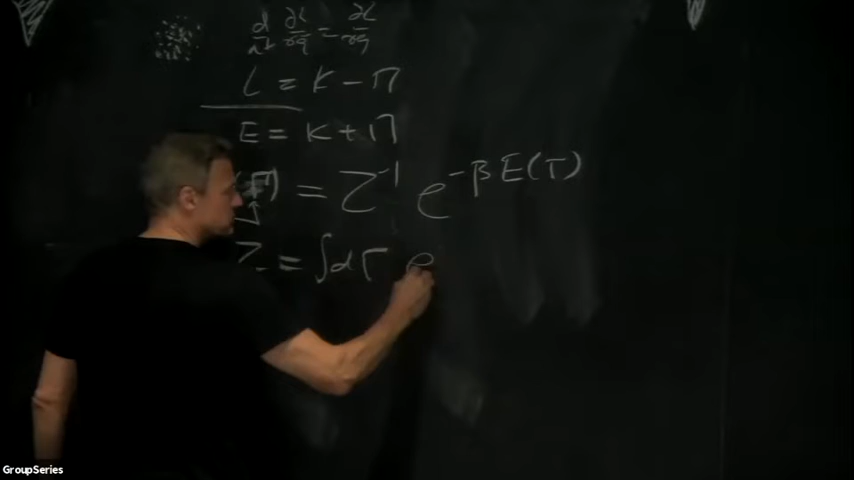 d/dt ∂L/∂q̇ = ∂L/∂q
L = K - Π
E = K + Π
= Z⁻¹ e^{-βE(Γ)}
Z = ∫dΓ e
GroupSeries